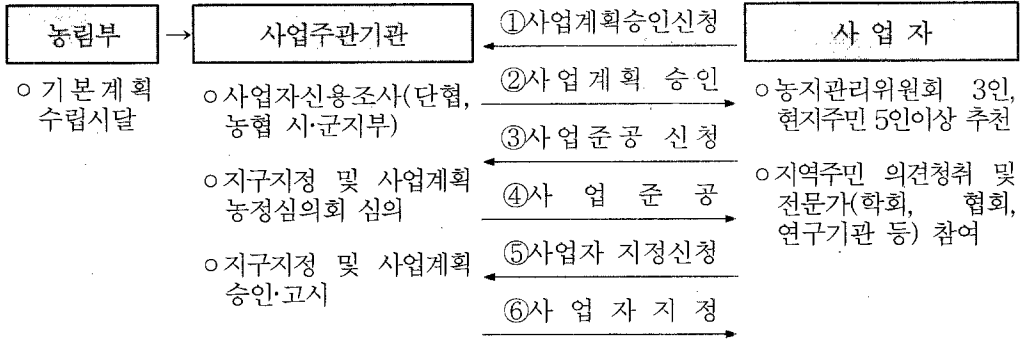 농림부 → 사업주관기관 ①사업계획승인신청 사 업 자
○ 기본계획
수립시달
○사업자신용조사(단협,
농협 시·군지부)
○지구지정 및 사업계획
농정심의회 심의
○지구지정 및 사업계획
승인·고시
②사업계획 승인
③사업준공 신청
④사 업 준 공
⑤사업자 지정신청
⑥사 업 자 지 정
○농지관리위원회 3인,
현지주민 5인이상 추천
○지역주민 의견청취 및
전문가(학회, 협회,
연구기관 등) 참여